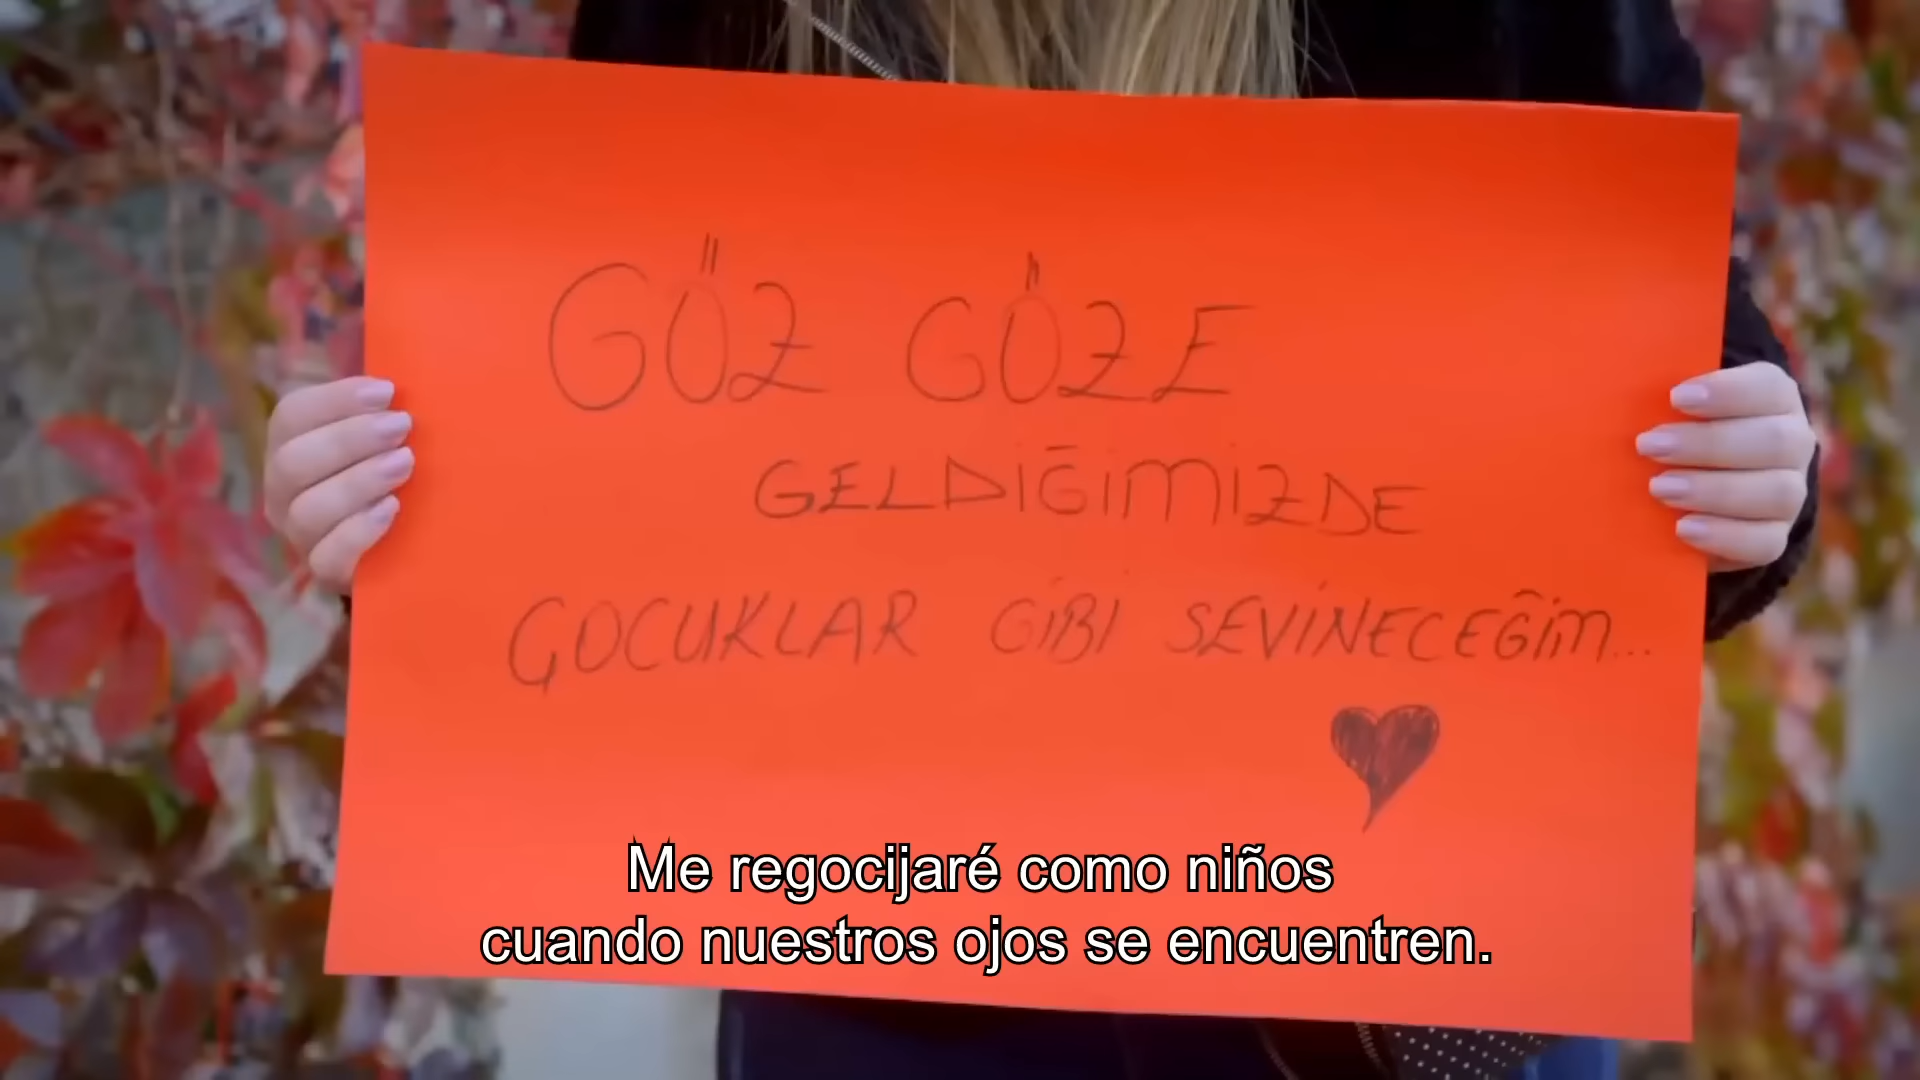 GÖZ GÖZE
GELDİĞİMİZDE
ÇOCUKLAR GİBİ SEVİNECEĞİM...
Me regocijaré como niños
cuando nuestros ojos se encuentren.